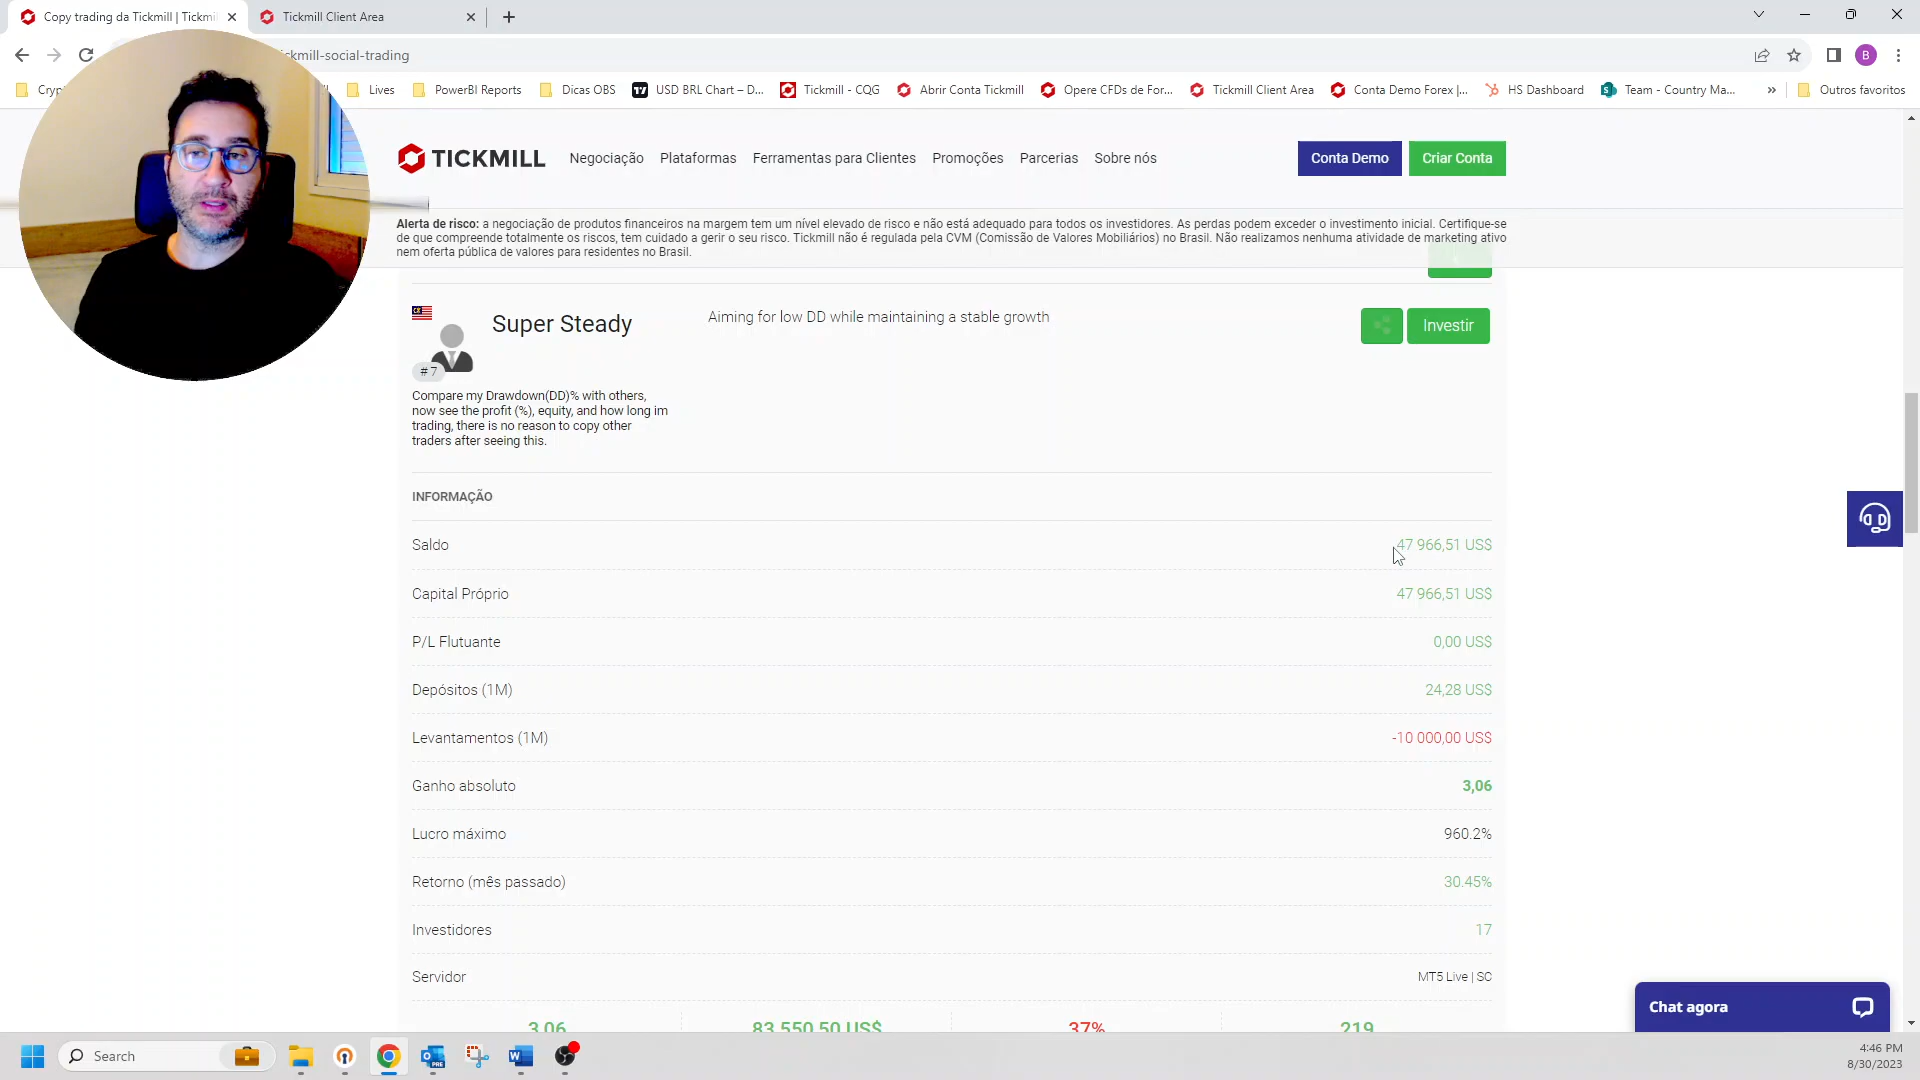 Copy trading da Tickmill | Tickmi
Tickmill Client Area
ckmill-social-trading
Lives
PowerBI Reports
Dicas OBS
USD BRL Chart – D...
Tickmill - CQG
Abrir Conta Tickmill
Opere CFDs de For...
Tickmill Client Area
Conta Demo Forex |...
HS Dashboard
Team - Country Ma...
Outros favoritos
TICKMILL
Negociação
Plataformas
Ferramentas para Clientes
Promoções
Parcerias
Sobre nós
Conta Demo
Criar Conta
Alerta de risco: a negociação de produtos financeiros na margem tem um nível elevado de risco e não está adequado para todos os investidores. As perdas podem exceder o investimento inicial. Certifique-se
de que compreende totalmente os riscos, tem cuidado a gerir o seu risco. Tickmill não é regulada pela CVM (Comissão de Valores Mobiliários) no Brasil. Não realizamos nenhuma atividade de marketing ativo
nem oferta pública de valores para residentes no Brasil.
Super Steady
Aiming for low DD while maintaining a stable growth
Investir
#7
Compare my Drawdown(DD)% with others,
now see the profit (%), equity, and how long im
trading, there is no reason to copy other
traders after seeing this.
INFORMAÇÃO
Saldo 47 966,51 US$
Capital Próprio 47 966,51 US$
P/L Flutuante 0,00 US$
Depósitos (1M) 24,28 US$
Levantamentos (1M) -10 000,00 US$
Ganho absoluto 3,06
Lucro máximo 960.2%
Retorno (mês passado) 30.45%
Investidores 17
Servidor MT5 Live | SC
3,06 83 550,50 US$ 37% 219
Chat agora
Search
4:46 PM
8/30/2023